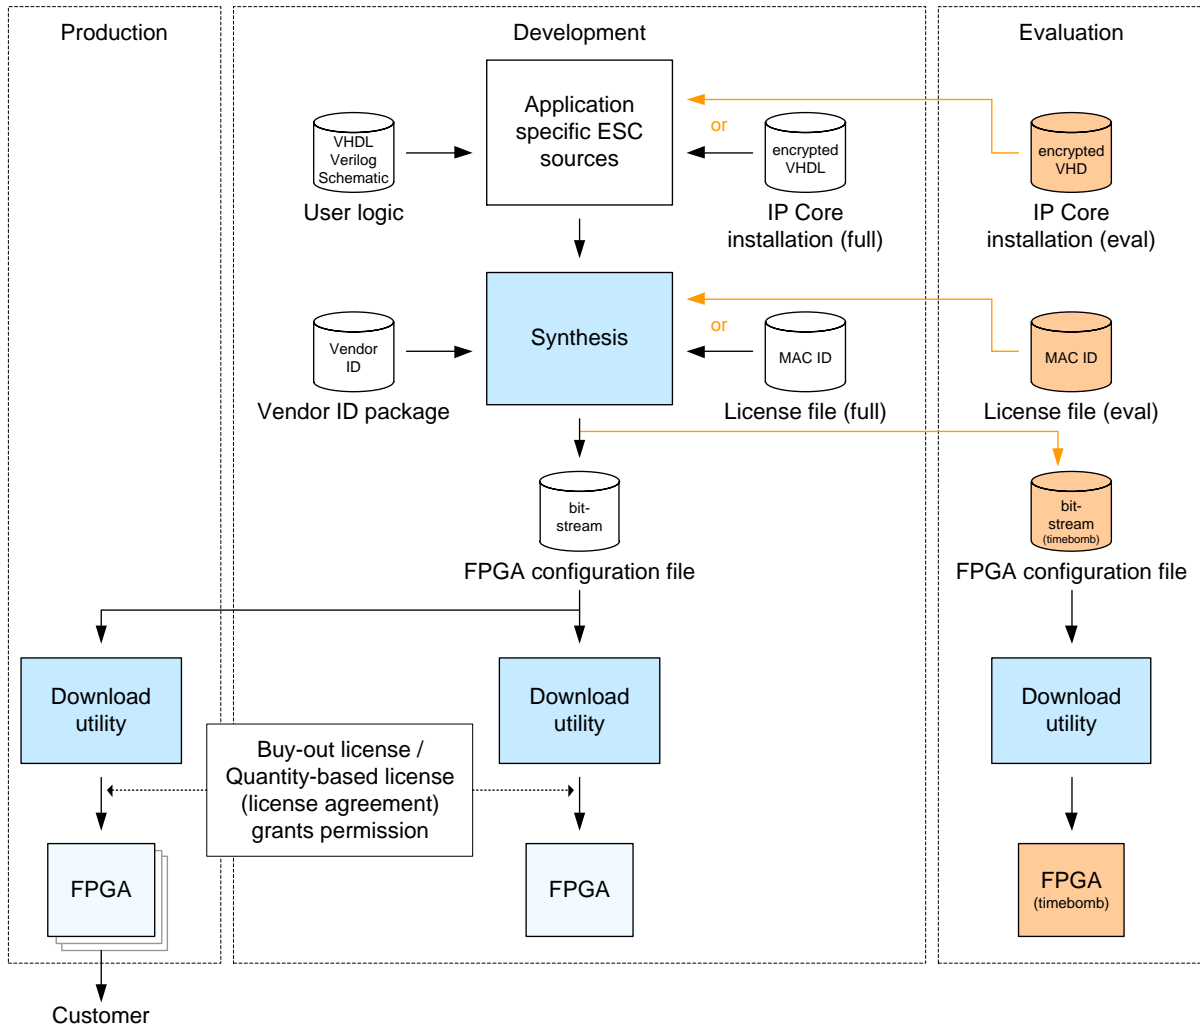 Production
Development
Evaluation
Application
specific ESC
sources
or
VHDL
Verilog
Schematic
User logic
encrypted
VHDL
IP Core
installation (full)
encrypted
VHD
IP Core
installation (eval)
Synthesis
or
Vendor
ID
Vendor ID package
MAC ID
License file (full)
MAC ID
License file (eval)
bit-
stream
FPGA configuration file
bit-
stream
(timebomb)
FPGA configuration file
Download
utility
Download
utility
Download
utility
Buy-out license /
Quantity-based license
(license agreement)
grants permission
FPGA
FPGA
FPGA
(timebomb)
Customer